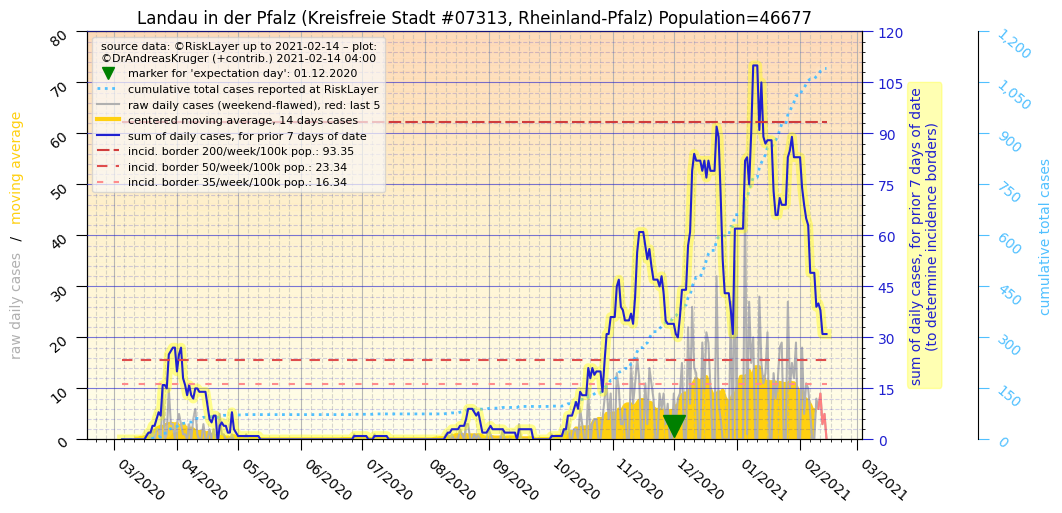 Landau in der Pfalz (Kreisfreie Stadt #07313, Rheinland-Pfalz) Population=46677
source data: ©RiskLayer up to 2021-02-14 – plot:
©DrAndreasKruger (+contrib.) 2021-02-14 04:00
marker for 'expectation day': 01.12.2020
cumulative total cases reported at RiskLayer
raw daily cases (weekend-flawed), red: last 5
centered moving average, 14 days cases
sum of daily cases, for prior 7 days of date
incid. border 200/week/100k pop.: 93.35
incid. border 50/week/100k pop.: 23.34
incid. border 35/week/100k pop.: 16.34
raw daily cases / moving average
80
70
60
50
40
30
20
10
0
03/2020
04/2020
05/2020
06/2020
07/2020
08/2020
09/2020
10/2020
11/2020
12/2020
01/2021
02/2021
03/2021
120
105
90
75
60
45
30
15
0
sum of daily cases, for prior 7 days of date
(to determine incidence borders)
1,200
1,050
900
750
600
450
300
150
0
cumulative total cases